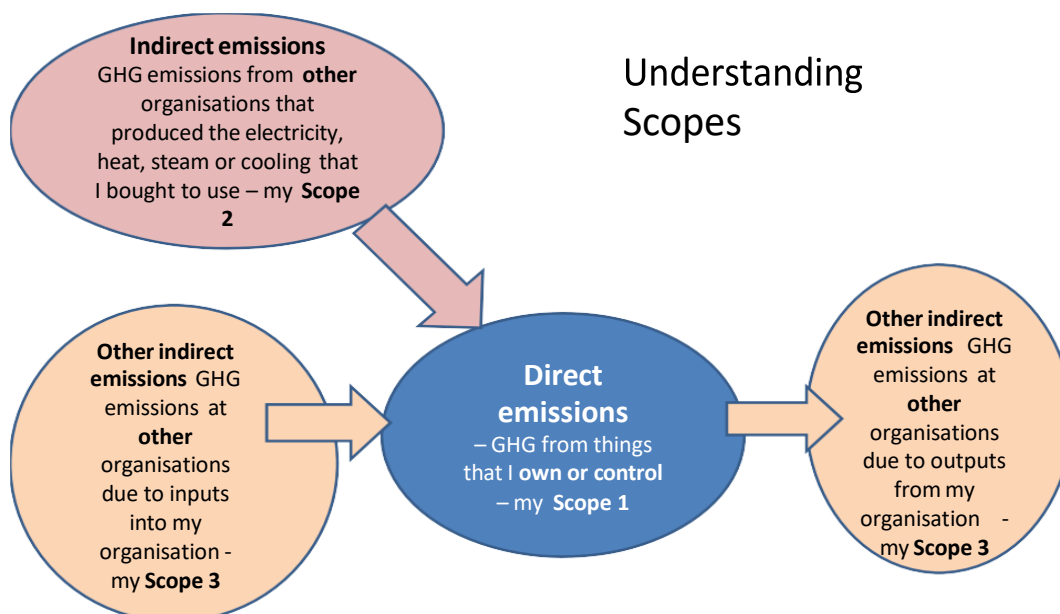 Indirect emissions
GHG emissions from other
organisations that
produced the electricity,
heat, steam or cooling that
I bought to use – my Scope
2
Understanding
Scopes
Other indirect
emissions GHG
emissions at
other
organisations
due to inputs
into my
organisation -
my Scope 3
Direct
emissions
– GHG from things
that I own or control
– my Scope 1
Other indirect
emissions GHG
emissions at
other
organisations
due to outputs
from my
organisation -
my Scope 3